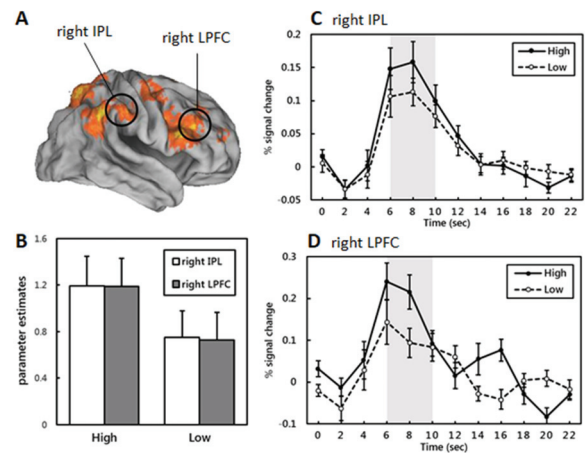 A
right IPL
right LPFC
B
parameter estimates
1.6
1.2
0.8
0.4
0
right IPL
right LPFC
High
Low
C right IPL
% signal change
0.2
0.15
0.1
0.05
0
-0.05
High
Low
0 2 4 6 8 10 12 14 16 18 20 22
Time (sec)
D right LPFC
% signal change
0.3
0.2
0.1
0
-0.1
High
Low
0 2 4 6 8 10 12 14 16 18 20 22
Time (sec)